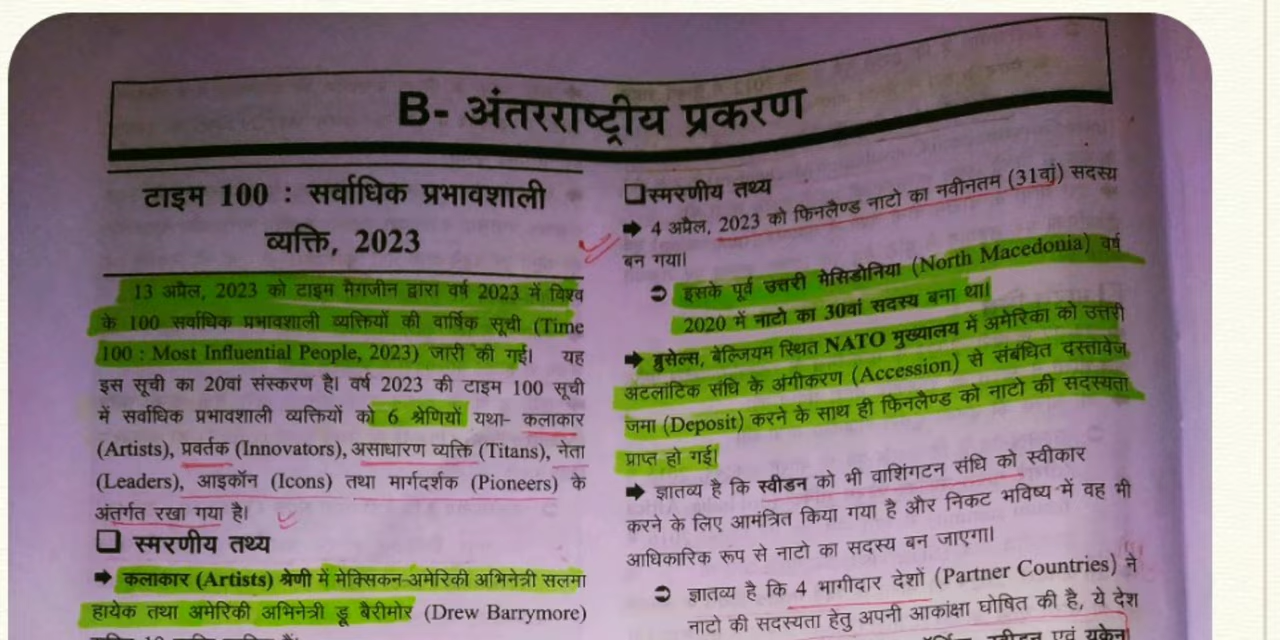 B- अंतरराष्ट्रीय प्रकरण
टाइम 100 : सर्वाधिक प्रभावशाली
व्यक्ति, 2023
13 अप्रैल, 2023 को टाइम मैगजीन द्वारा वर्ष 2023 में विश्व
के 100 सर्वाधिक प्रभावशाली व्यक्तियों की वार्षिक सूची (Time
100 : Most Influential People, 2023) जारी की गई। यह
इस सूची का 20वां संस्करण है। वर्ष 2023 की टाइम 100 सूची
में सर्वाधिक प्रभावशाली व्यक्तियों को 6 श्रेणियों यथा- कलाकार
(Artists), प्रवर्तक (Innovators), असाधारण व्यक्ति (Titans), नेता
(Leaders), आइकॉन (Icons) तथा मार्गदर्शक (Pioneers) के
अंतर्गत रखा गया है।
स्मरणीय तथ्य
कलाकार (Artists) श्रेणी में मेक्सिकन-अमेरिकी अभिनेत्री सलमा
हायेक तथा अमेरिकी अभिनेत्री ड्रू बैरीमोर (Drew Barrymore)
स्मरणीय तथ्य
4 अप्रैल, 2023 को फिनलैण्ड नाटो का नवीनतम (31वां) सदस्य
बन गया।
इसके पूर्व उत्तरी मेसिडोनिया (North Macedonia) वर्ष
2020 में नाटो का 30वां सदस्य बना था।
ब्रुसेल्स, बेल्जियम स्थित NATO मुख्यालय में अमेरिका को उत्तरी
अटलांटिक संधि के अंगीकरण (Accession) से संबंधित दस्तावेज
जमा (Deposit) करने के साथ ही फिनलैण्ड को नाटो की सदस्यता
प्राप्त हो गई।
ज्ञातव्य है कि स्वीडन को भी वाशिंगटन संधि को स्वीकार
करने के लिए आमंत्रित किया गया है और निकट भविष्य में वह भी
आधिकारिक रूप से नाटो का सदस्य बन जाएगा।
ज्ञातव्य है कि 4 भागीदार देशों (Partner Countries) ने
नाटो की सदस्यता हेतु अपनी आकांक्षा घोषित की है, ये देश
स्वीडन एवं यूक्रेन